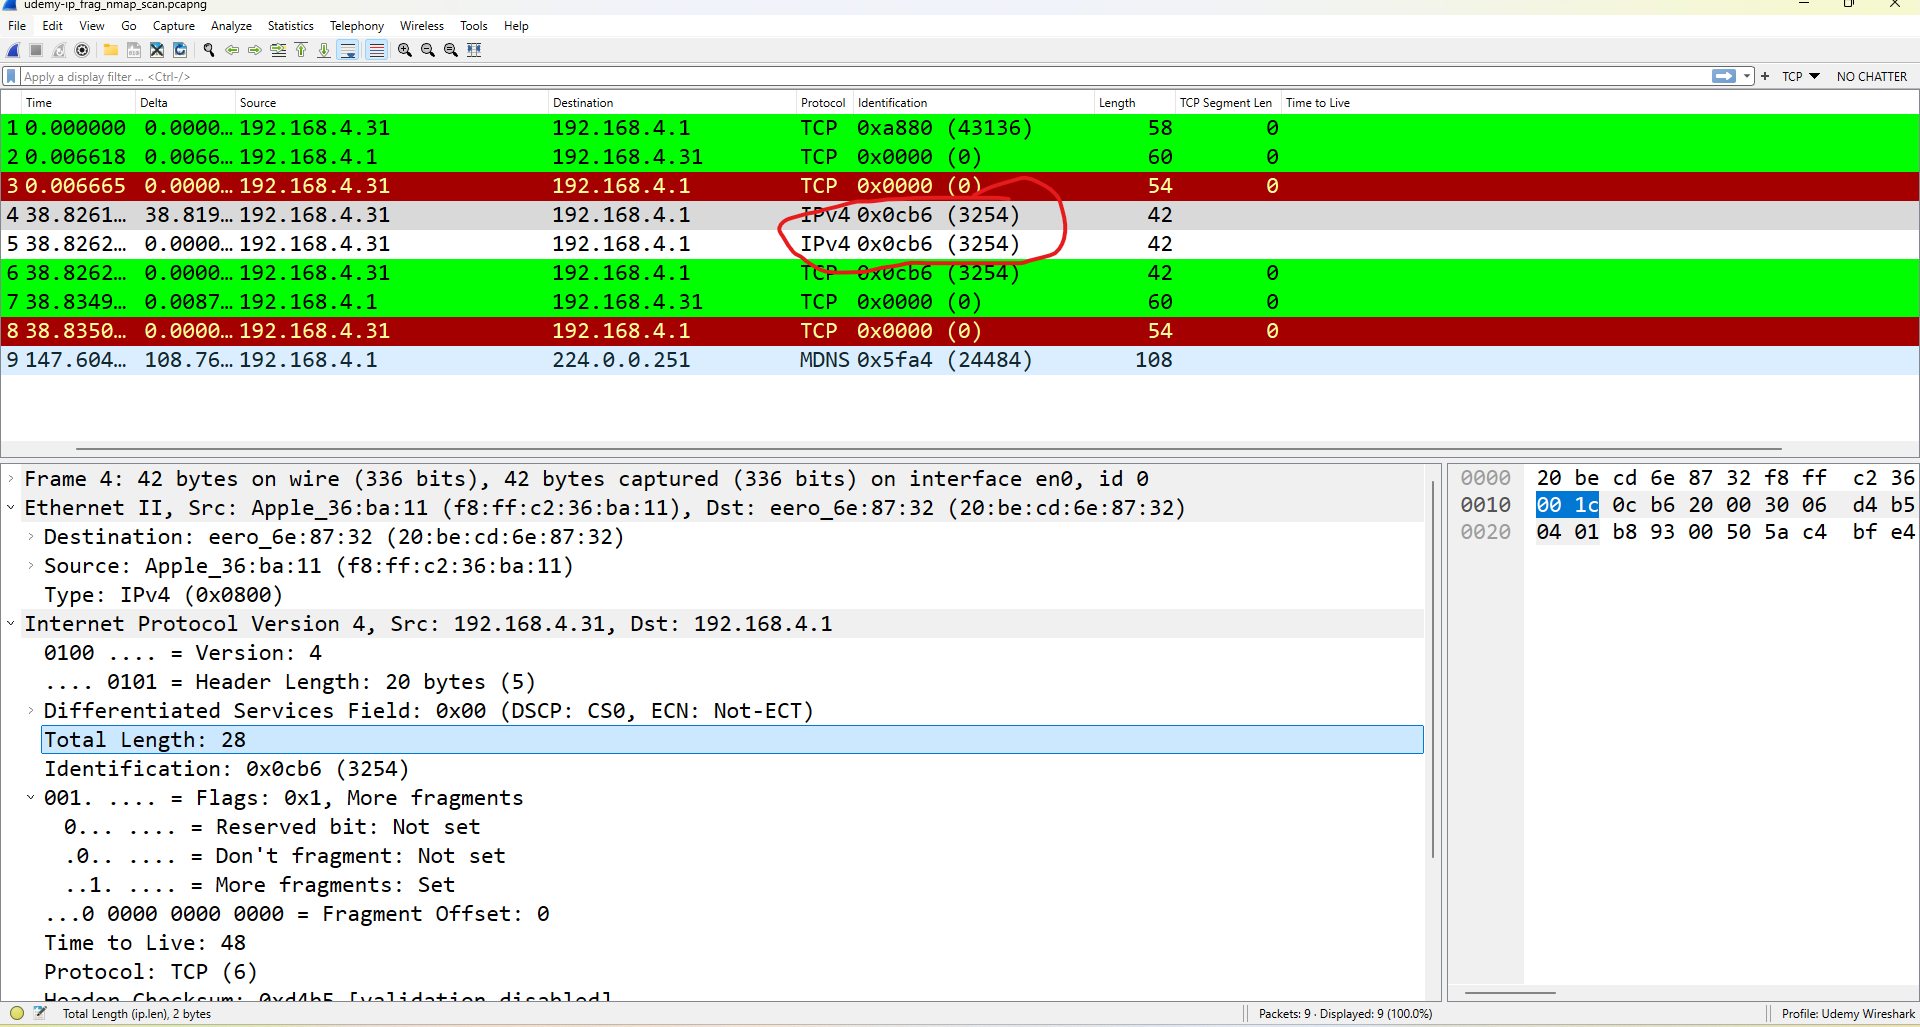 udemy-ip_frag_nmap_scan.pcapng
File Edit View Go Capture Analyze Statistics Telephony Wireless Tools Help
Apply a display filter ... <Ctrl-/> + TCP NO CHATTER
Time Delta Source Destination Protocol Identification Length TCP Segment Len Time to Live
1 0.000000 0.0000… 192.168.4.31 192.168.4.1 TCP 0xa880 (43136) 58 0
2 0.006618 0.0066… 192.168.4.1 192.168.4.31 TCP 0x0000 (0) 60 0
3 0.006665 0.0000… 192.168.4.31 192.168.4.1 TCP 0x0000 (0) 54 0
4 38.8261… 38.819… 192.168.4.31 192.168.4.1 IPv4 0x0cb6 (3254) 42
5 38.8262… 0.0000… 192.168.4.31 192.168.4.1 IPv4 0x0cb6 (3254) 42
6 38.8262… 0.0000… 192.168.4.31 192.168.4.1 TCP 0x0cb6 (3254) 42 0
7 38.8349… 0.0087… 192.168.4.1 192.168.4.31 TCP 0x0000 (0) 60 0
8 38.8350… 0.0000… 192.168.4.31 192.168.4.1 TCP 0x0000 (0) 54 0
9 147.604… 108.76… 192.168.4.1 224.0.0.251 MDNS 0x5fa4 (24484) 108
Frame 4: 42 bytes on wire (336 bits), 42 bytes captured (336 bits) on interface en0, id 0
Ethernet II, Src: Apple_36:ba:11 (f8:ff:c2:36:ba:11), Dst: eero_6e:87:32 (20:be:cd:6e:87:32)
Destination: eero_6e:87:32 (20:be:cd:6e:87:32)
Source: Apple_36:ba:11 (f8:ff:c2:36:ba:11)
Type: IPv4 (0x0800)
Internet Protocol Version 4, Src: 192.168.4.31, Dst: 192.168.4.1
0100 .... = Version: 4
.... 0101 = Header Length: 20 bytes (5)
Differentiated Services Field: 0x00 (DSCP: CS0, ECN: Not-ECT)
Total Length: 28
Identification: 0x0cb6 (3254)
001. .... = Flags: 0x1, More fragments
0... .... = Reserved bit: Not set
.0.. .... = Don't fragment: Not set
..1. .... = More fragments: Set
...0 0000 0000 0000 = Fragment Offset: 0
Time to Live: 48
Protocol: TCP (6)
Header Checksum: 0xd4b5 [validation disabled]
0000 20 be cd 6e 87 32 f8 ff c2 36
0010 00 1c 0c b6 20 00 30 06 d4 b5
0020 04 01 b8 93 00 50 5a c4 bf e4
Total Length (ip.len), 2 bytes Packets: 9 · Displayed: 9 (100.0%) Profile: Udemy Wireshark